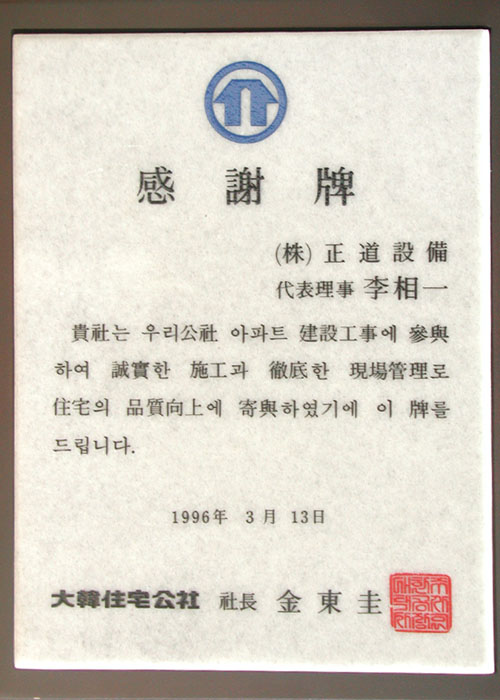 感謝牌
(株) 正道設備
代表理事 李相一
貴社는 우리公社 아파트 建設工事에 參與
하여 誠實한 施工과 徹底한 現場管理로
住宅의 品質向上에 寄與하였기에 이 牌를
드립니다.
1996年 3月 13日
大韓住宅公社 社長 金東圭